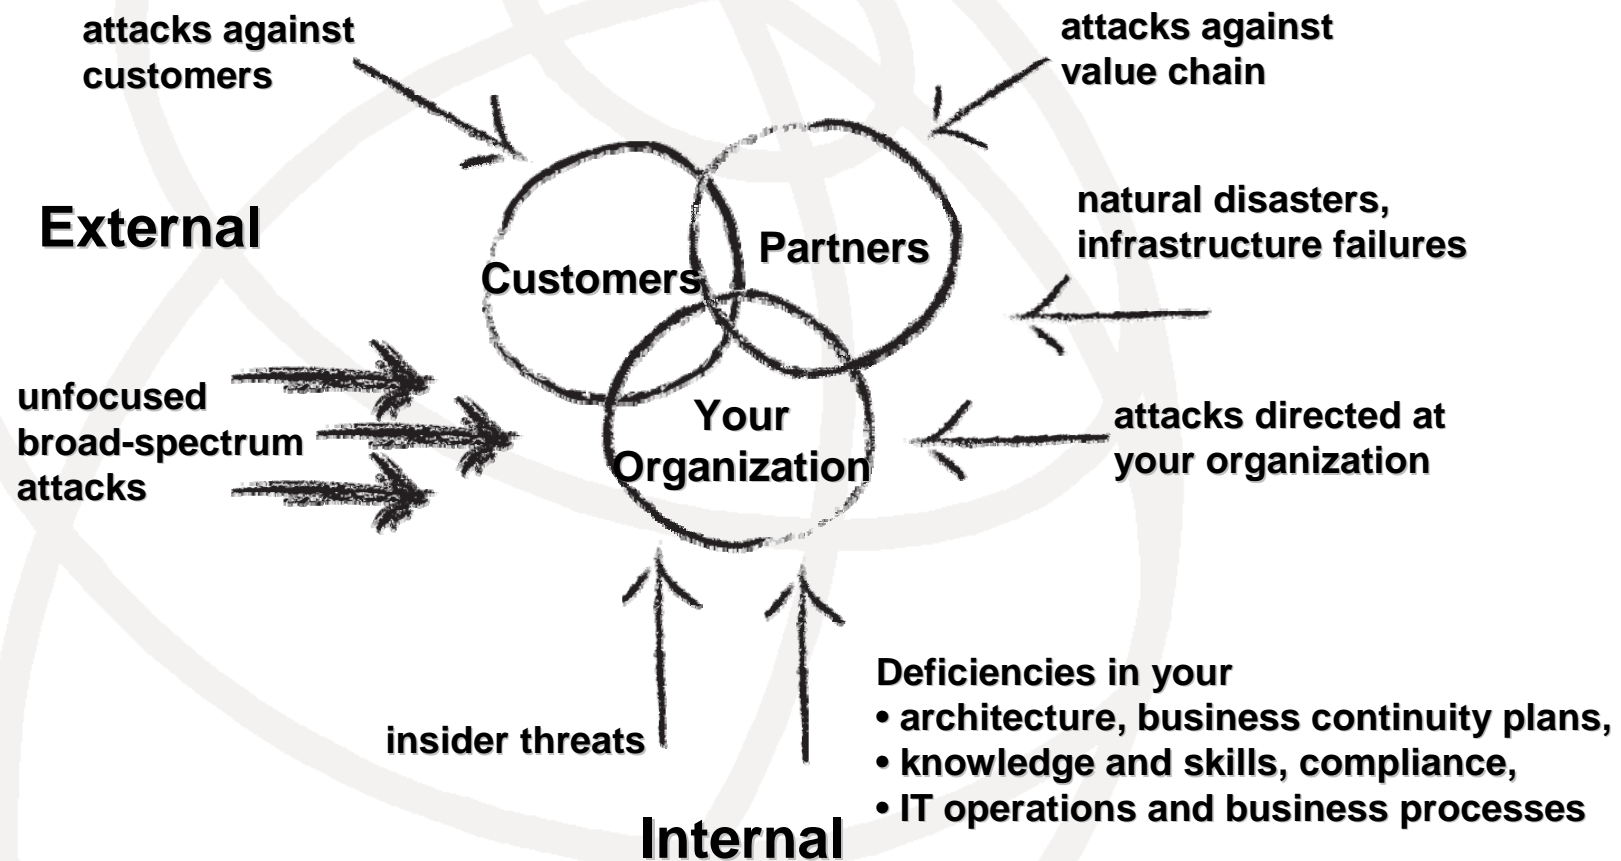 attacks against
customers
attacks against
value chain
External
natural disasters,
infrastructure failures
Customers
Partners
unfocused
broad-spectrum
attacks
Your
Organization
attacks directed at
your organization
insider threats
Deficiencies in your
• architecture, business continuity plans,
• knowledge and skills, compliance,
• IT operations and business processes
Internal